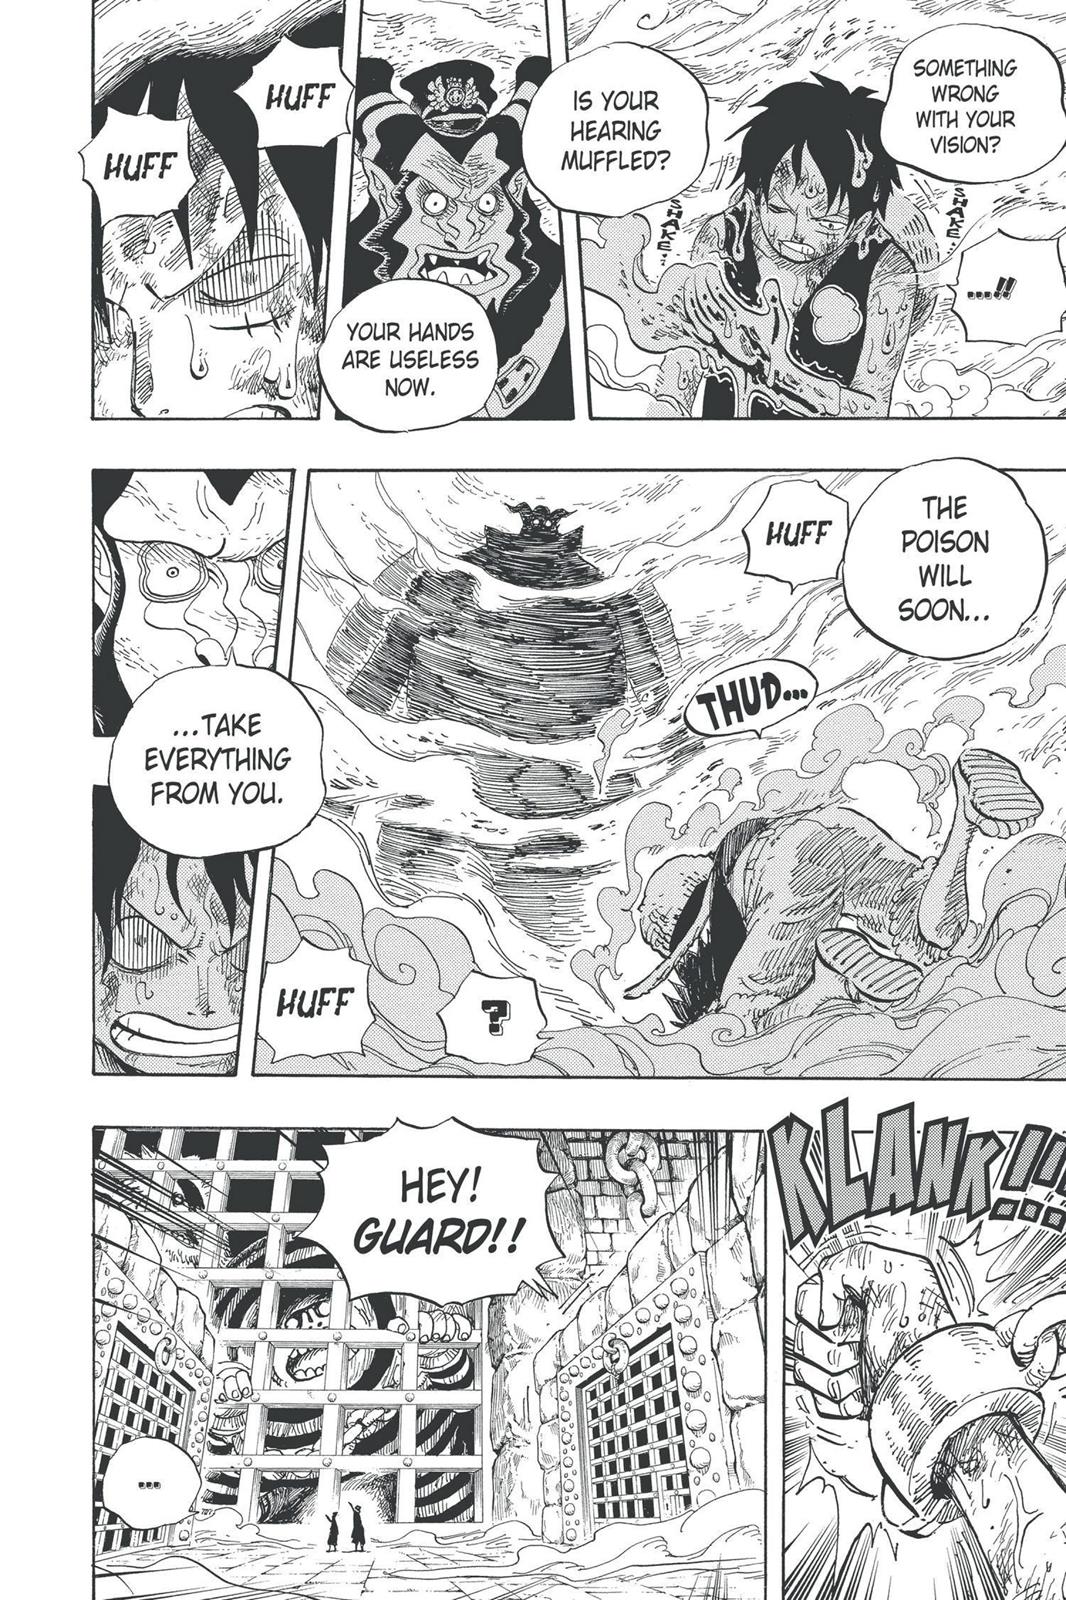 SOMETHING
WRONG
WITH YOUR
VISION?
SHAKE.
SHAKE.
...!!
IS YOUR
HEARING
MUFFLED?
YOUR HANDS
ARE USELESS
NOW.
HUFF
HUFF
THE
POISON
WILL
SOON...
HUFF
THUD...
?
HUFF
...TAKE
EVERYTHING
FROM YOU.
KLANK!!!
HEY!
GUARD!!
...